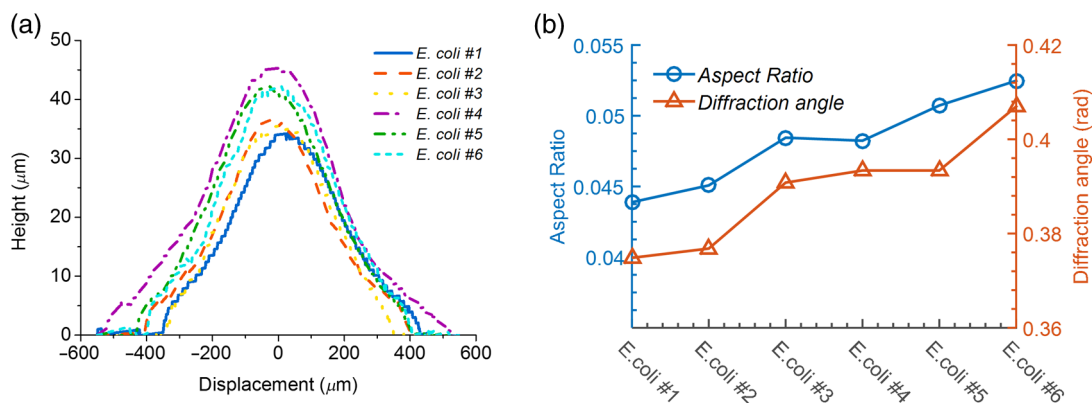 (a)
50
40
30
20
10
0
Height (μm)
−600
−400
−200
0
200
400
600
Displacement (μm)
E. coli #1
E. coli #2
E. coli #3
E. coli #4
E. coli #5
E. coli #6
(b)
0.055
0.05
0.045
0.04
Aspect Ratio
Aspect Ratio
Diffraction angle
0.42
0.4
0.38
0.36
Diffraction angle (rad)
E.coli #1
E.coli #2
E.coli #3
E.coli #4
E.coli #5
E.coli #6